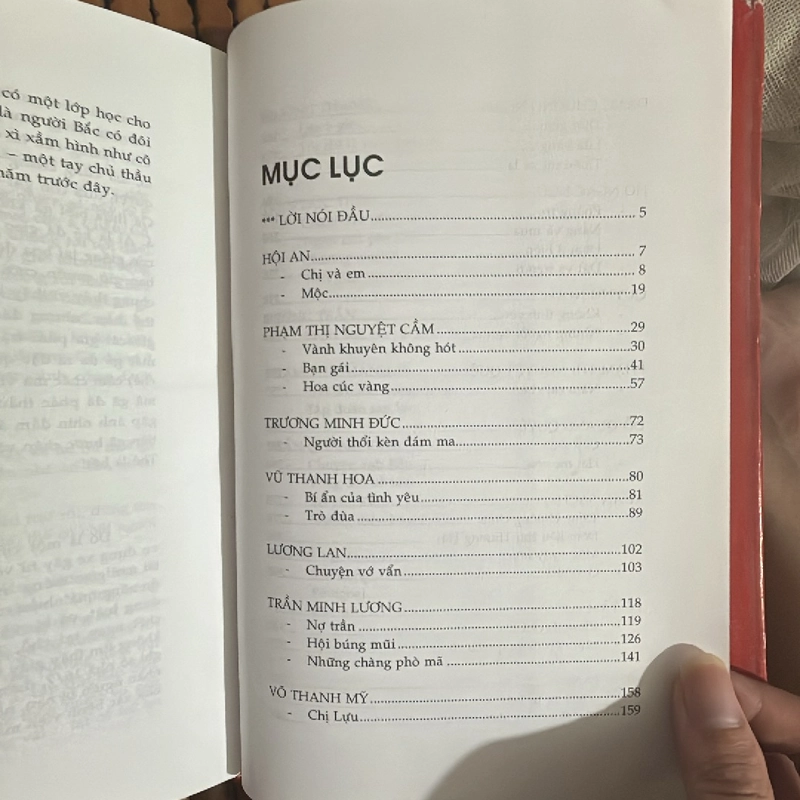 có một lớp học cho
là người Bắc có đôi
xì xầm hình như cô
– một tay chủ thầu
năm trước đây.
MỤC LỤC
••• LỜI NÓI ĐẦU........ 5
HỘI AN........ 7
- Chị và em........ 8
- Mộc........ 19
PHẠM THỊ NGUYỆT CẦM........ 29
- Vành khuyên không hót........ 30
- Bạn gái........ 41
- Hoa cúc vàng........ 57
TRƯƠNG MINH ĐỨC........ 72
- Người thổi kèn đám ma........ 73
VŨ THANH HOA........ 80
- Bí ẩn của tình yêu........ 81
- Trò đùa........ 89
LƯƠNG LAN........ 102
- Chuyện vớ vẩn........ 103
TRẦN MINH LƯƠNG........ 118
- Nợ trần........ 119
- Hội búng mũi........ 126
- Những chàng phò mã........ 141
VÕ THANH MỸ........ 158
- Chị Lựu........ 159